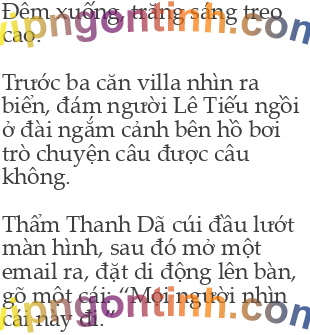 Đêm xuống, trăng sáng treo
cao.
Trước ba căn villa nhìn ra
biển, đám người Lê Tiếu ngồi
ở đài ngắm cảnh bên hồ bơi
trò chuyện câu được câu
không.
Thẩm Thanh Dã cúi đầu lướt
màn hình, sau đó mở một
email ra, đặt di động lên bàn,
gõ một cái: “Mọi người nhìn
cái này đi.”
vipngontinh.com
vipngontinh.com